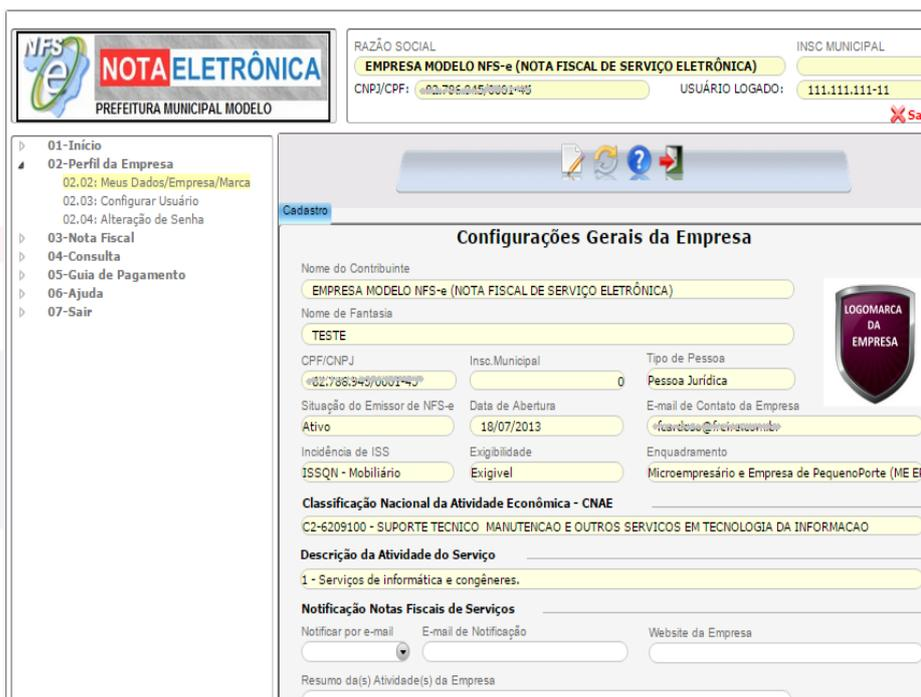 NFS
e
NOTA ELETRÔNICA
PREFEITURA MUNICIPAL MODELO
RAZÃO SOCIAL
INSC MUNICIPAL
EMPRESA MODELO NFS-e (NOTA FISCAL DE SERVIÇO ELETRÔNICA)
CNPJ/CPF:
USUÁRIO LOGADO:
111.111.111-11
Sa
01-Início
02-Perfil da Empresa
02.02: Meus Dados/Empresa/Marca
02.03: Configurar Usuário
02.04: Alteração de Senha
03-Nota Fiscal
04-Consulta
05-Guia de Pagamento
06-Ajuda
07-Sair
Cadastro
Configurações Gerais da Empresa
Nome do Contribuinte
EMPRESA MODELO NFS-e (NOTA FISCAL DE SERVIÇO ELETRÔNICA)
Nome de Fantasia
TESTE
LOGOMARCA
DA
EMPRESA
CPF/CNPJ
Insc.Municipal
Tipo de Pessoa
0
Pessoa Jurídica
Situação do Emissor de NFS-e
Data de Abertura
E-mail de Contato da Empresa
Ativo
18/07/2013
Incidência de ISS
Exigibilidade
Enquadramento
ISSQN - Mobiliário
Exigivel
Microempresário e Empresa de PequenoPorte (ME E
Classificação Nacional da Atividade Econômica - CNAE
C2-6209100 - SUPORTE TECNICO MANUTENCAO E OUTROS SERVICOS EM TECNOLOGIA DA INFORMACAO
Descrição da Atividade do Serviço
1 - Serviços de informática e congêneres.
Notificação Notas Fiscais de Serviços
Notificar por e-mail
E-mail de Notificação
Website da Empresa
Resumo da(s) Atividade(s) da Empresa